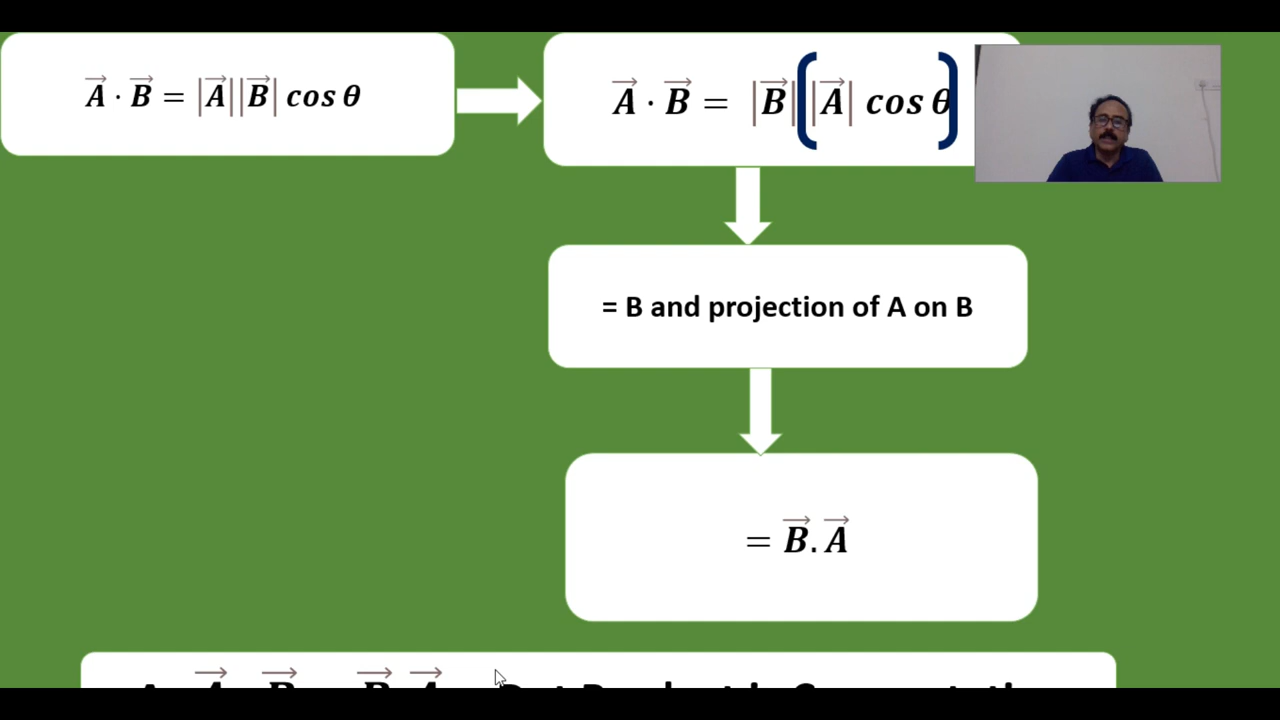 A⃗ · B⃗ = |A⃗||B⃗| cos θ
A⃗ · B⃗ = |B⃗|(|A⃗| cos θ)
= B and projection of A on B
= B⃗. A⃗